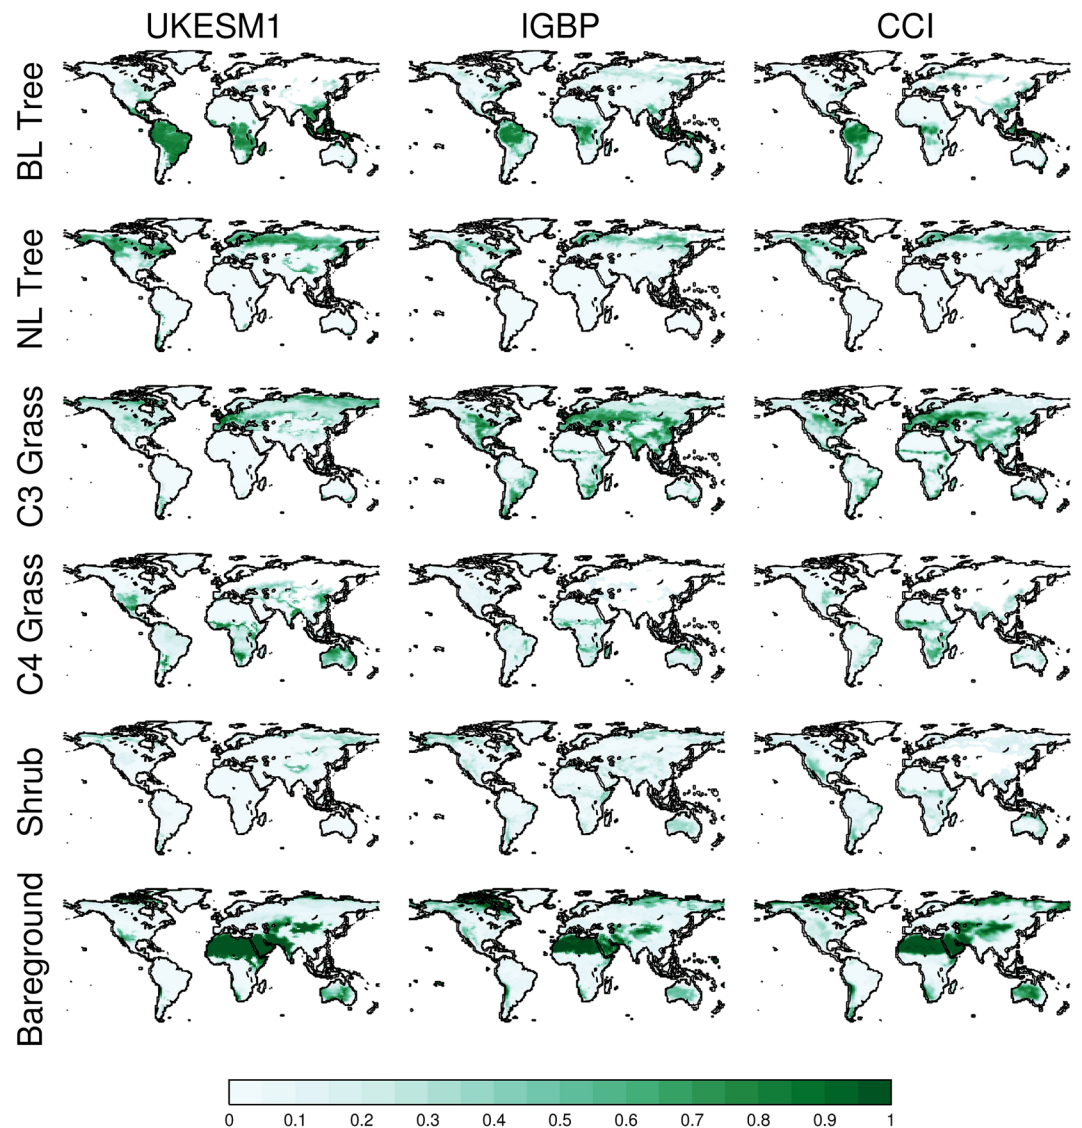 UKESM1 IGBP CCI
BL Tree
NL Tree
C3 Grass
C4 Grass
Shrub
Bareground
0 0.1 0.2 0.3 0.4 0.5 0.6 0.7 0.8 0.9 1